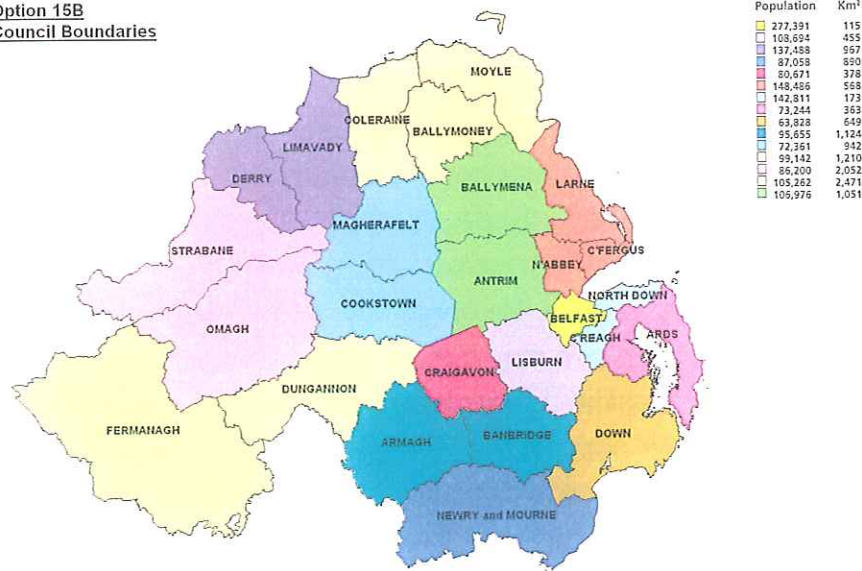 Option 15B
Council Boundaries
Population Km²
277,391 115
108,694 455
137,488 967
87,058 890
80,671 378
148,486 568
142,811 173
73,244 363
63,828 649
95,655 1,124
72,361 942
99,142 1,210
86,200 2,052
105,262 2,471
106,976 1,051
MOYLE
COLERAINE
BALLYMONEY
LIMAVADY
DERRY
BALLYMENA
LARNE
MAGHERAFELT
STRABANE
C'FERGUS
N'ABBEY
ANTRIM
NORTH DOWN
COOKSTOWN
BELFAST
OMAGH
ARDS
C'REAGH
LISBURN
CRAIGAVON
DUNGANNON
FERMANAGH
DOWN
ARMAGH
BANBRIDGE
NEWRY and MOURNE